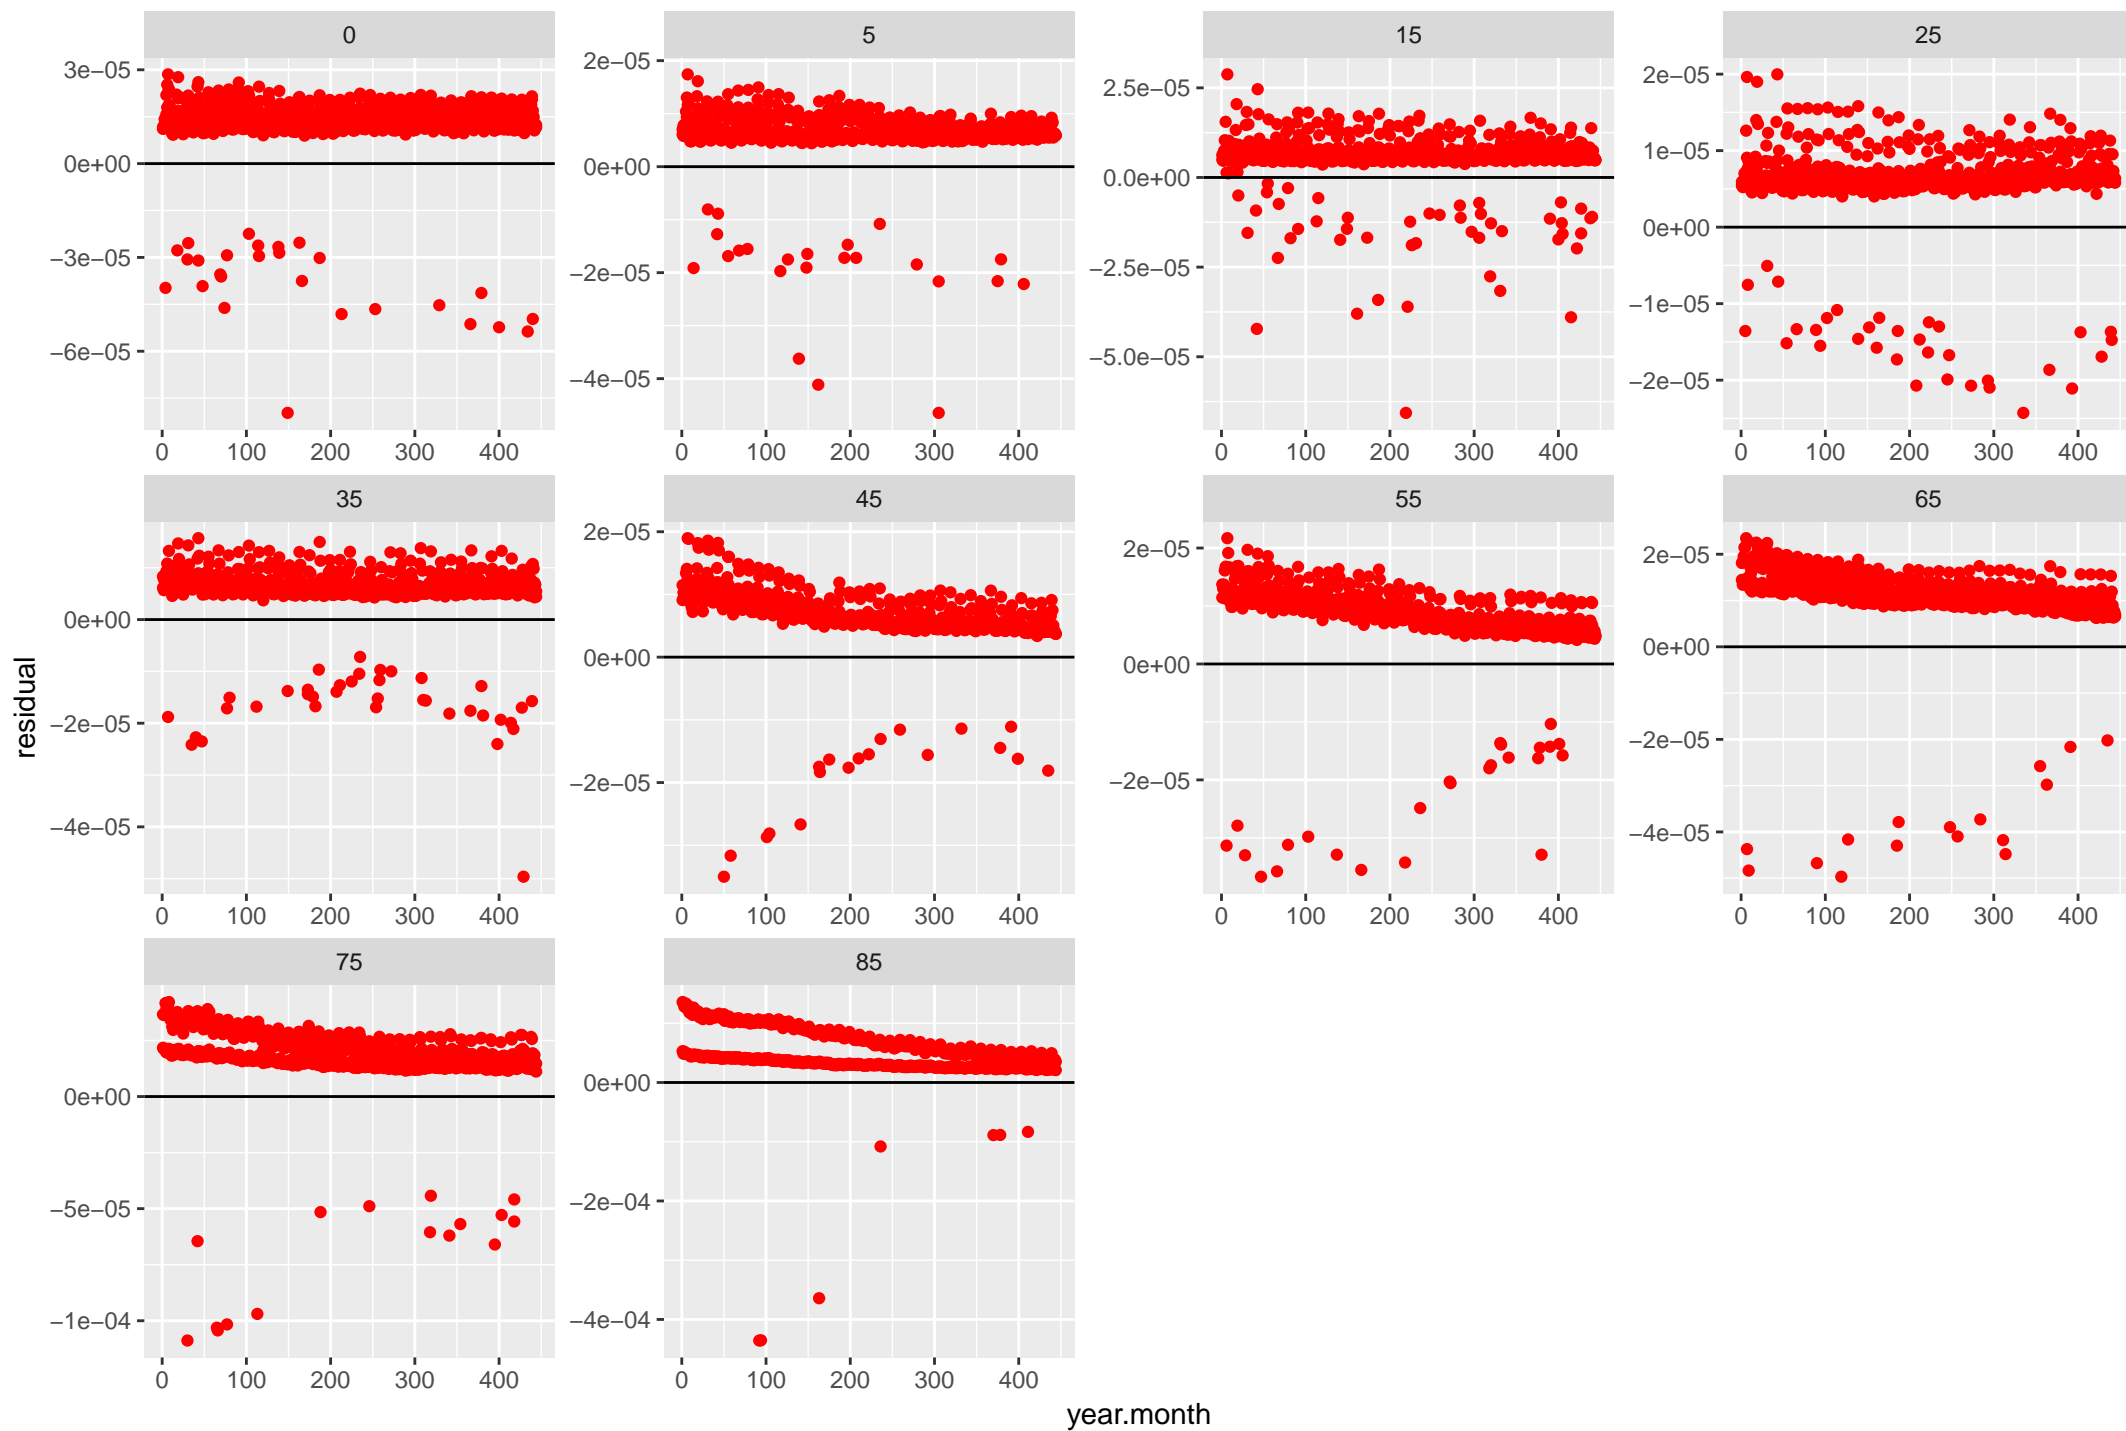 0 5 15 25
3e−05
0e+00
−3e−05
−6e−05
2e−05
0e+00
−2e−05
−4e−05
2.5e−05
0.0e+00
−2.5e−05
−5.0e−05
2e−05
1e−05
0e+00
−1e−05
−2e−05
0 100 200 300 400 0 100 200 300 400 0 100 200 300 400 0 100 200 300 400
35 45 55 65
0e+00
−2e−05
−4e−05
2e−05
0e+00
−2e−05
2e−05
0e+00
−2e−05
2e−05
0e+00
−2e−05
−4e−05
0 100 200 300 400 0 100 200 300 400 0 100 200 300 400 0 100 200 300 400
75 85
0e+00
−5e−05
−1e−04
0e+00
−2e−04
−4e−04
0 100 200 300 400 0 100 200 300 400
residual
year.month